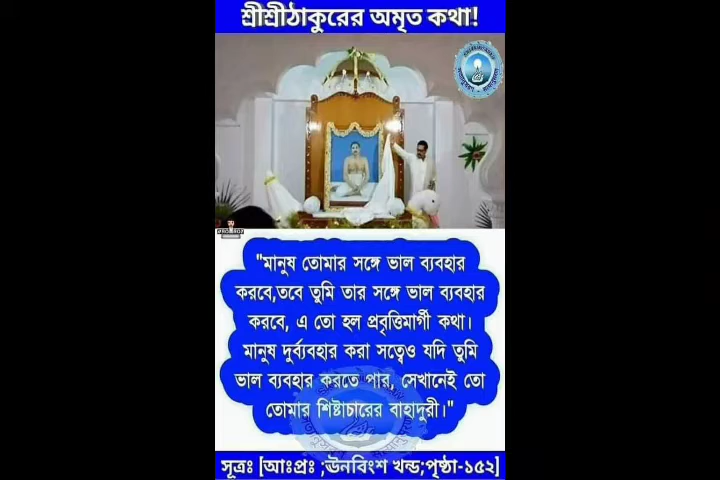 শ্রীশ্রীঠাকুরের অমৃত কথা!
"মানুষ তোমার সঙ্গে ভাল ব্যবহার
করবে,তবে তুমি তার সঙ্গে ভাল ব্যবহার
করবে, এ তো হল প্রবৃত্তিমার্গী কথা।
মানুষ দুর্ব্যবহার করা সত্বেও যদি তুমি
ভাল ব্যবহার করতে পার, সেখানেই তো
তোমার শিষ্টাচারের বাহাদুরী।"
সূত্রঃ [আঃপ্রঃ ;ঊনবিংশ খন্ড;পৃষ্ঠা-১৫২]